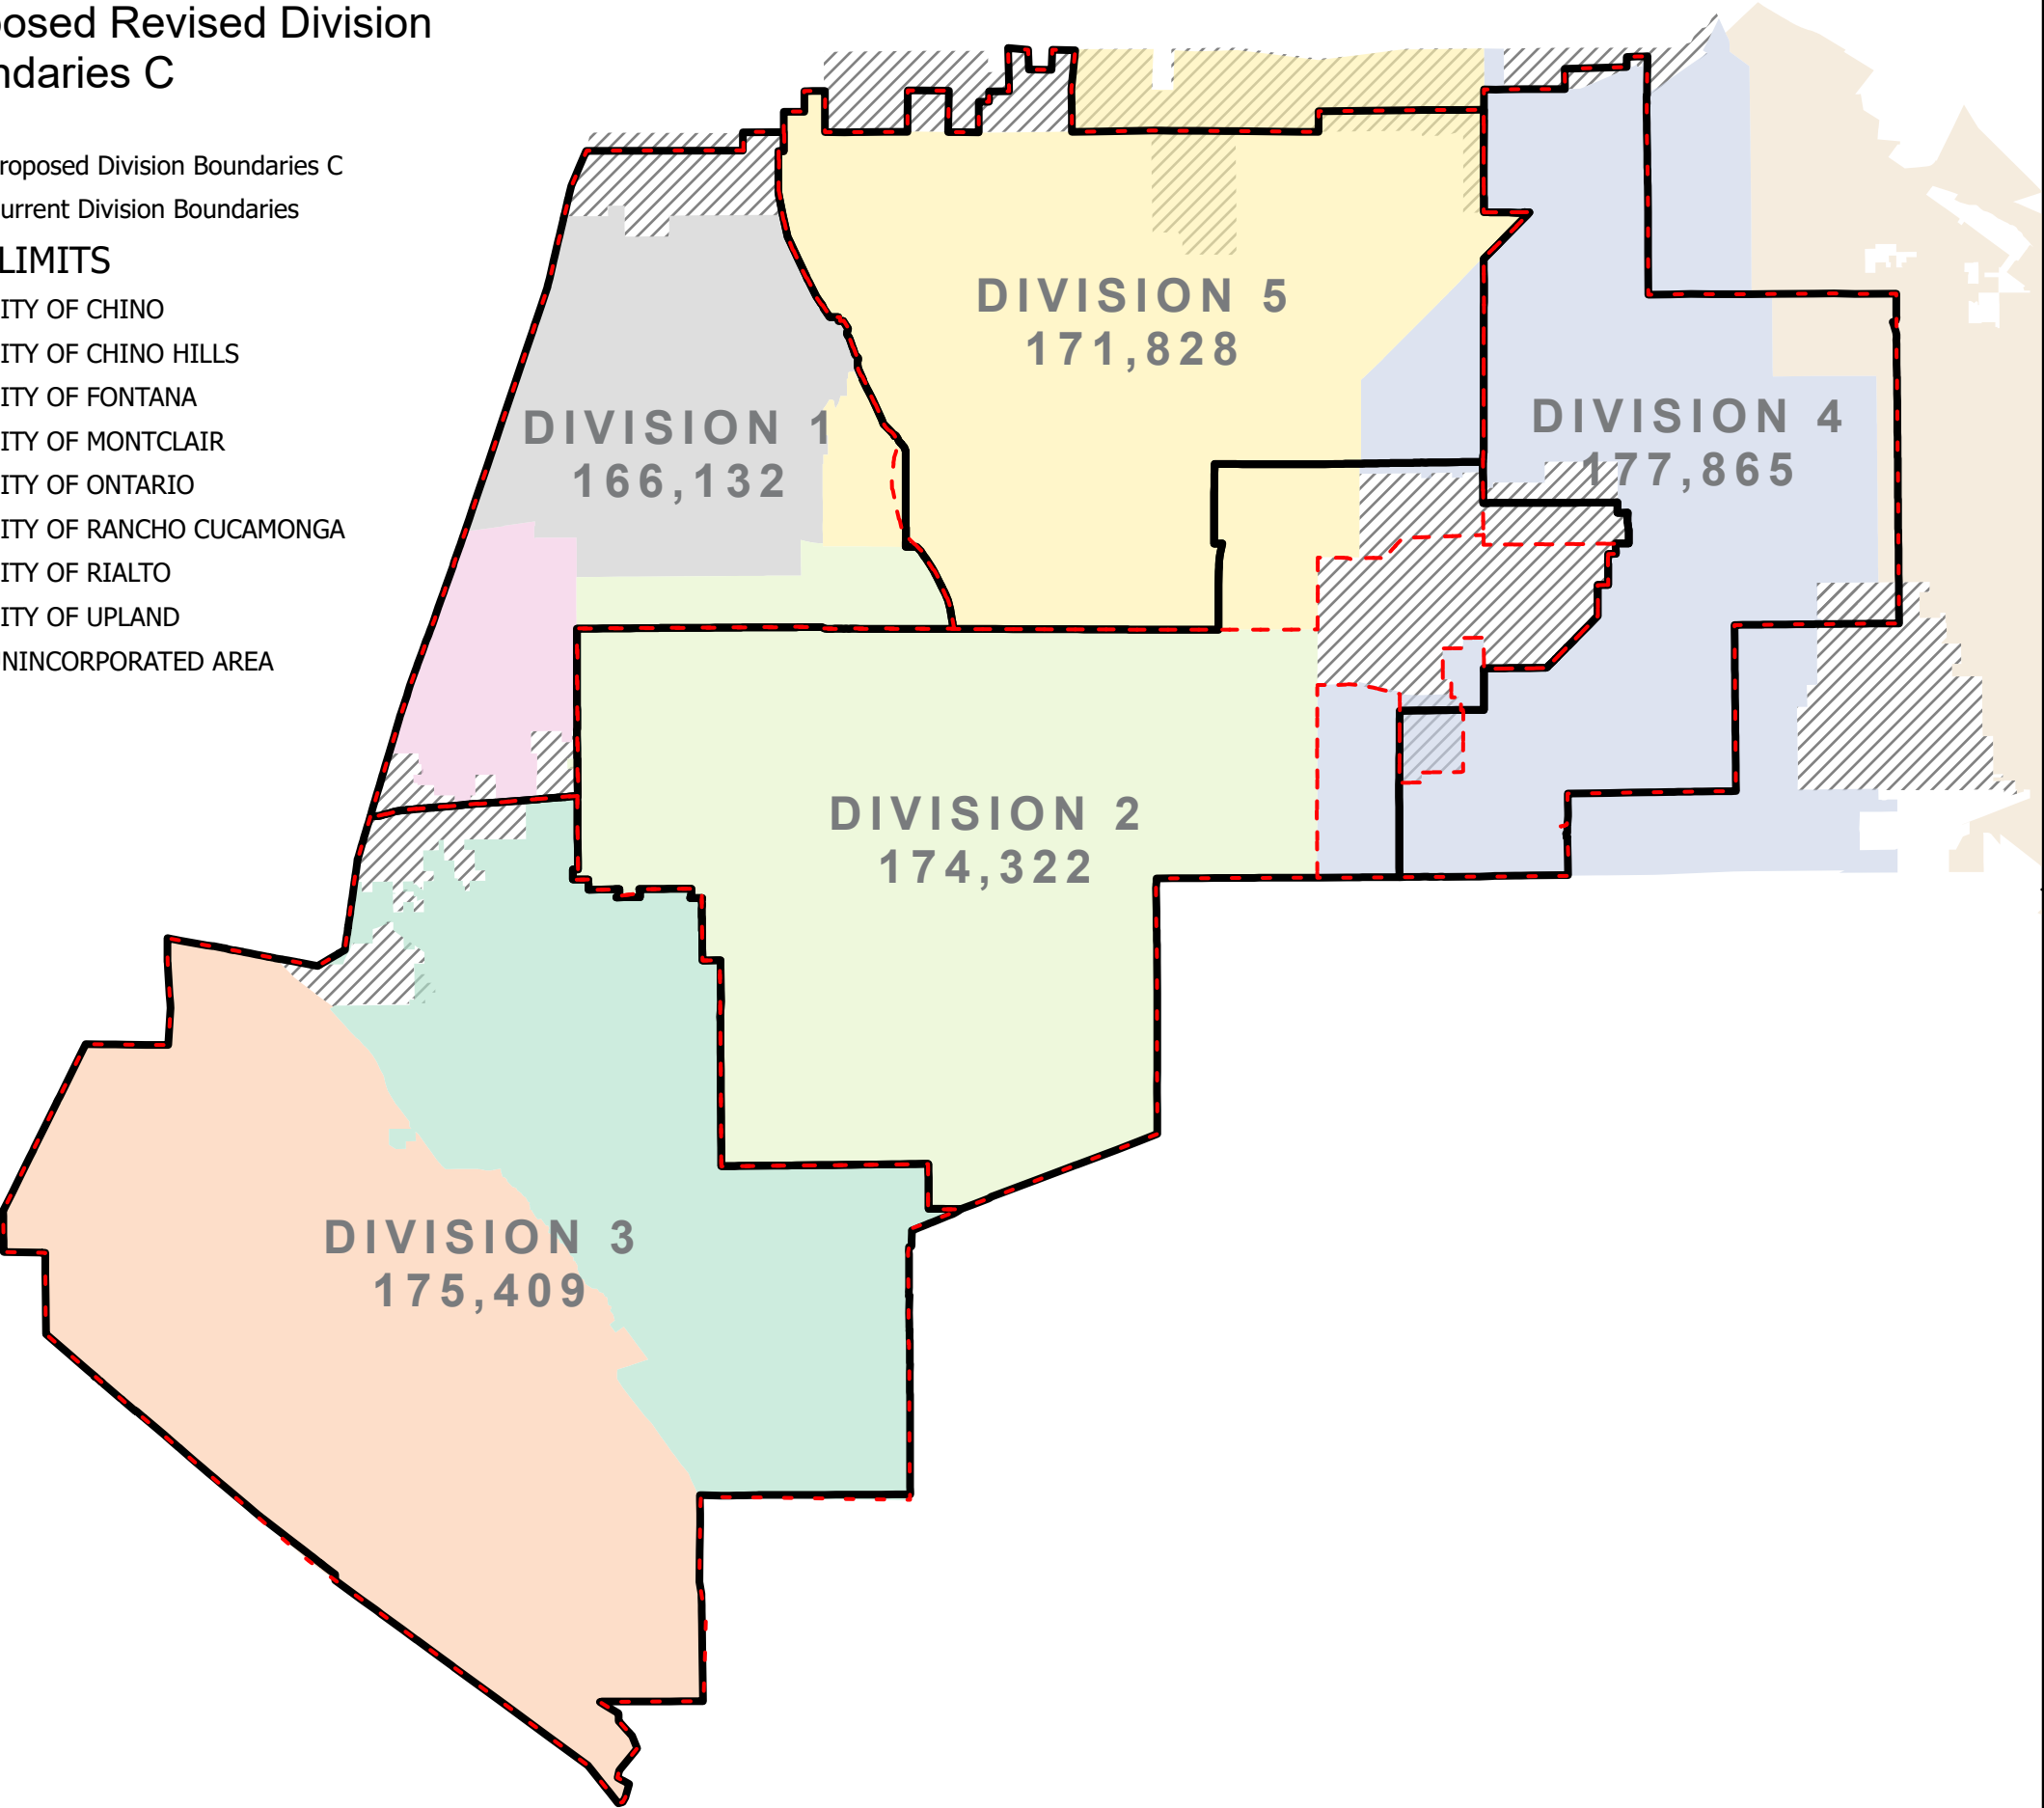 posed Revised Division
ndaries C
roposed Division Boundaries C
urrent Division Boundaries
LIMITS
ITY OF CHINO
ITY OF CHINO HILLS
ITY OF FONTANA
ITY OF MONTCLAIR
ITY OF ONTARIO
ITY OF RANCHO CUCAMONGA
ITY OF RIALTO
ITY OF UPLAND
NINCORPORATED AREA
DIVISION 5
171,828
DIVISION 1
166,132
DIVISION 4
177,865
DIVISION 2
174,322
DIVISION 3
175,409